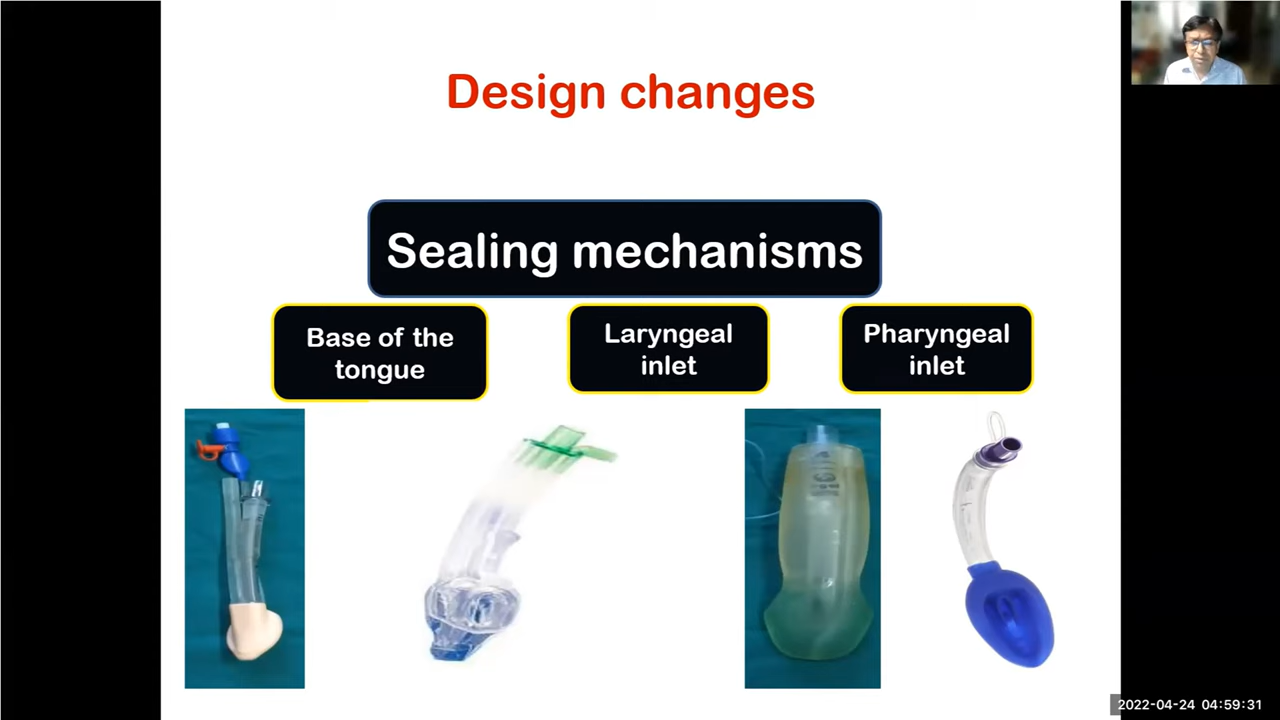 Design changes
Sealing mechanisms
Base of the
tongue
Laryngeal
inlet
Pharyngeal
inlet
2022-04-24 04:59:31